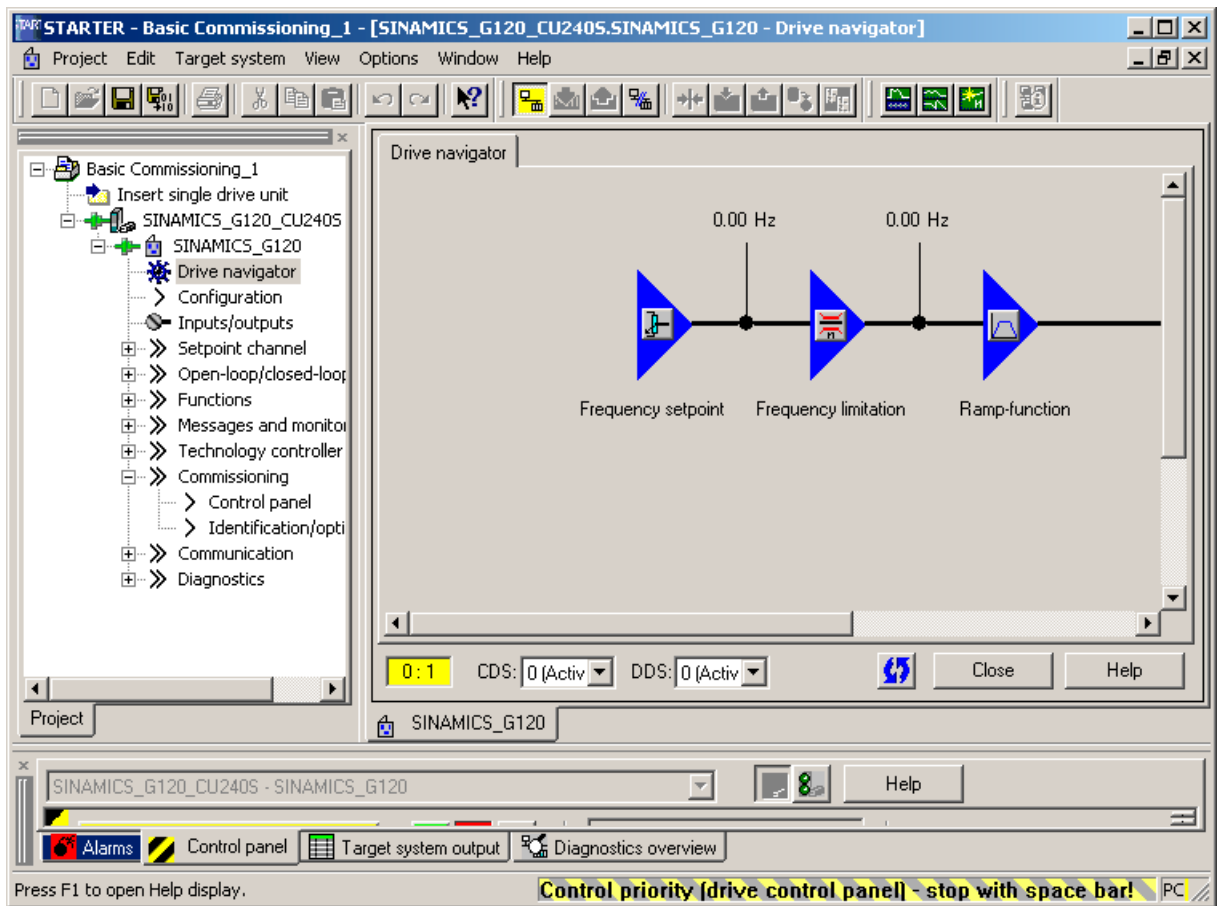 STARTER - Basic Commissioning_1 - [SINAMICS_G120_CU240S.SINAMICS_G120 - Drive navigator]
Project Edit Target system View Options Window Help
Basic Commissioning_1
Insert single drive unit
SINAMICS_G120_CU240S
SINAMICS_G120
Drive navigator
Configuration
Inputs/outputs
Setpoint channel
Open-loop/closed-loop
Functions
Messages and monitor
Technology controller
Commissioning
Control panel
Identification/opti
Communication
Diagnostics
Project
Drive navigator
0.00 Hz 0.00 Hz
Frequency setpoint Frequency limitation Ramp-function
0 : 1 CDS: 0 (Activ DDS: 0 (Activ Close Help
SINAMICS_G120
SINAMICS_G120_CU240S - SINAMICS_G120 Help
Alarms Control panel Target system output Diagnostics overview
Press F1 to open Help display. Control priority (drive control panel) - stop with space bar! PC